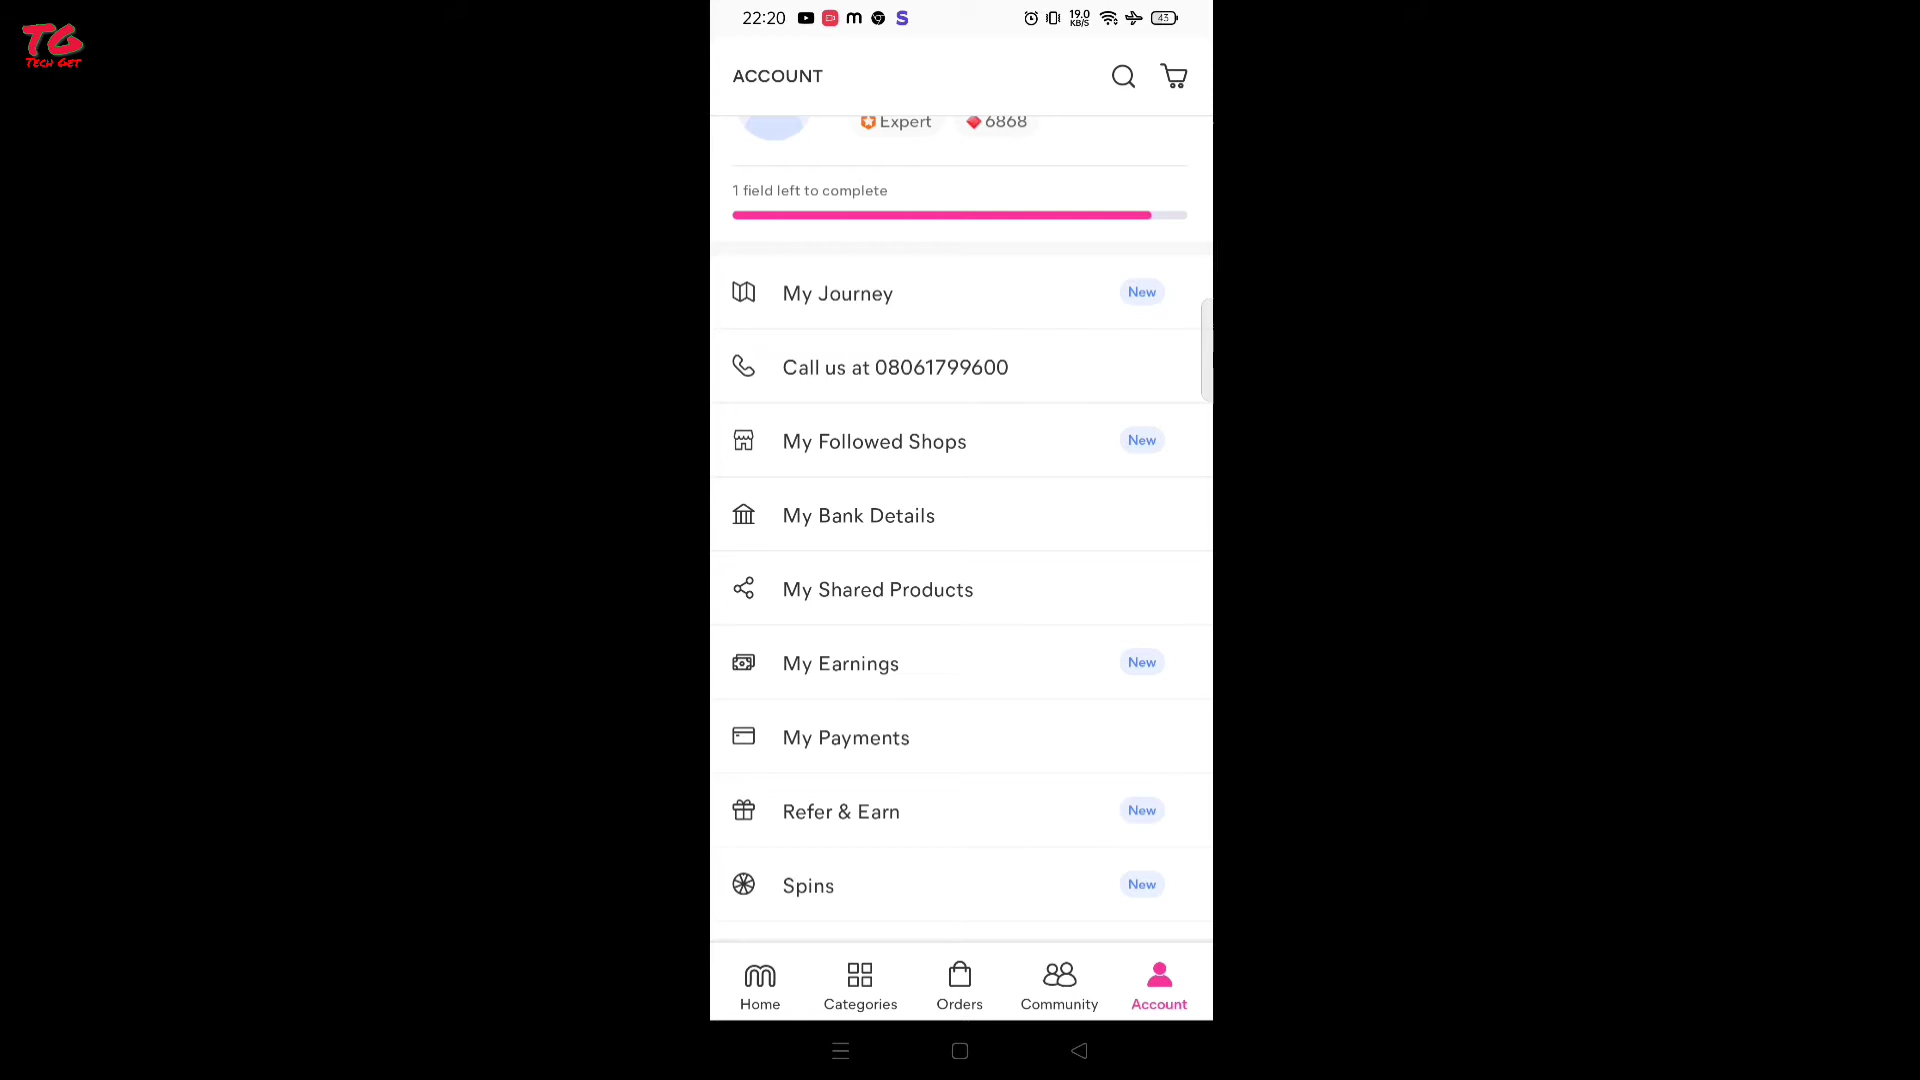 TG
TECH GET
22:20
S
19.0
KB/S
43
ACCOUNT
Expert
6868
1 field left to complete
My Journey
New
Call us at 08061799600
My Followed Shops
New
My Bank Details
My Shared Products
My Earnings
New
My Payments
Refer & Earn
New
Spins
New
Home
Categories
Orders
Community
Account